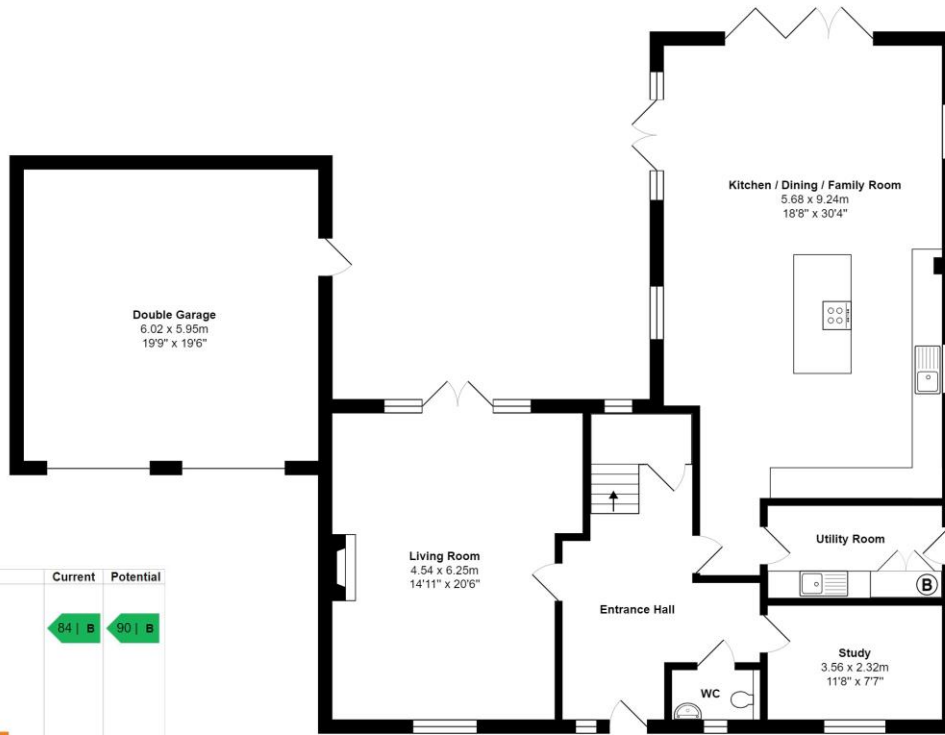 Kitchen / Dining / Family Room
5.68 x 9.24m
18'8" x 30'4"
Double Garage
6.02 x 5.95m
19'9" x 19'6"
Living Room
4.54 x 6.25m
14'11" x 20'6"
Utility Room
B
Entrance Hall
Study
3.56 x 2.32m
11'8" x 7'7"
WC
Current Potential
84 | B 90 | B